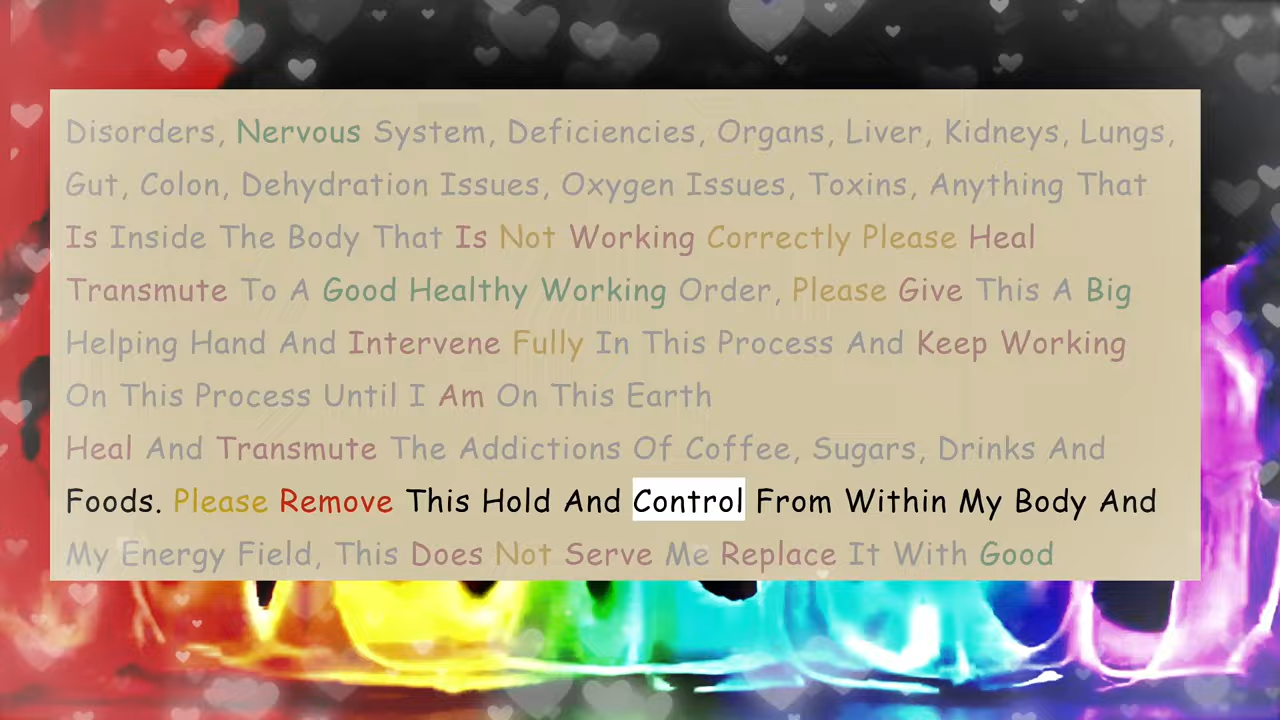 Disorders, Nervous System, Deficiencies, Organs, Liver, Kidneys, Lungs,
Gut, Colon, Dehydration Issues, Oxygen Issues, Toxins, Anything That
Is Inside The Body That Is Not Working Correctly Please Heal
Transmute To A Good Healthy Working Order, Please Give This A Big
Helping Hand And Intervene Fully In This Process And Keep Working
On This Process Until I Am On This Earth
Heal And Transmute The Addictions Of Coffee, Sugars, Drinks And
Foods. Please Remove This Hold And Control From Within My Body And
My Energy Field, This Does Not Serve Me Replace It With Good